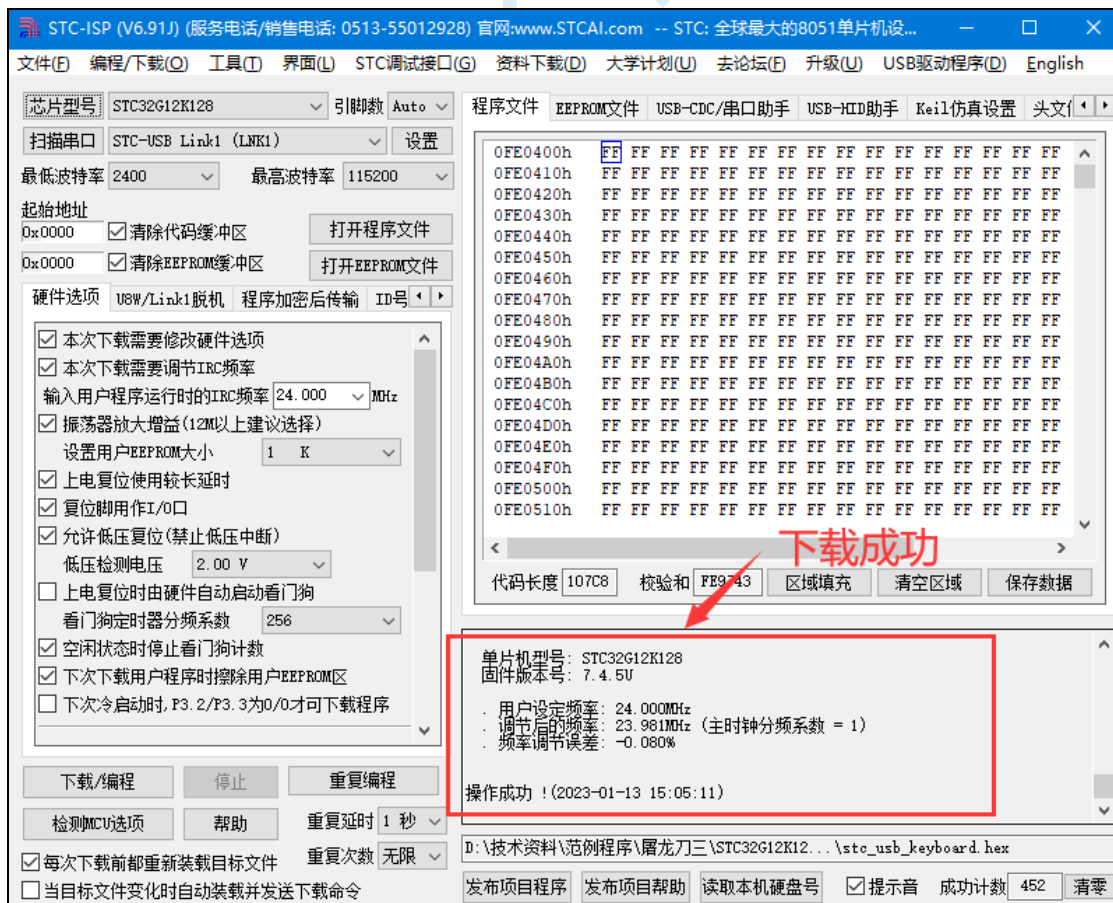 STC-ISP (V6.91J) (服务电话/销售电话: 0513-55012928) 官网:www.STCAI.com -- STC: 全球最大的8051单片机设...
文件(F) 编程/下载(O) 工具(T) 界面(L) STC调试接口(G) 资料下载(D) 大学计划(U) 去论坛(F) 升级(U) USB驱动程序(D) English
芯片型号 STC32G12K128 引脚数 Auto
扫描串口 STC-USB Link1 (LNK1) 设置
最低波特率 2400 最高波特率 115200
起始地址
0x0000 清除代码缓冲区 打开程序文件
0x0000 清除EEPROM缓冲区 打开EEPROM文件
硬件选项 U8W/Link1脱机 程序加密后传输 ID号
本次下载需要修改硬件选项
本次下载需要调节IRC频率
输入用户程序运行时的IRC频率 24.000 MHz
振荡器放大增益(12M以上建议选择)
设置用户EEPROM大小 1 K
上电复位使用较长延时
复位脚用作I/O口
允许低压复位(禁止低压中断)
低压检测电压 2.00 V
上电复位时由硬件自动启动看门狗
看门狗定时器分频系数 256
空闲状态时停止看门狗计数
下次下载用户程序时擦除用户EEPROM区
下次冷启动时,P3.2/P3.3为0/0才可下载程序
下载/编程 停止 重复编程
检测MCU选项 帮助 重复延时 1 秒
每次下载前都重新装载目标文件 重复次数 无限
当目标文件变化时自动装载并发送下载命令
程序文件 EEPROM文件 USB-CDC/串口助手 USB-HID助手 Keil仿真设置
0FE0400h FF FF FF FF FF FF FF FF FF FF FF FF FF FF FF FF
0FE0410h FF FF FF FF FF FF FF FF FF FF FF FF FF FF FF FF
0FE0420h FF FF FF FF FF FF FF FF FF FF FF FF FF FF FF FF
0FE0430h FF FF FF FF FF FF FF FF FF FF FF FF FF FF FF FF
0FE0440h FF FF FF FF FF FF FF FF FF FF FF FF FF FF FF FF
0FE0450h FF FF FF FF FF FF FF FF FF FF FF FF FF FF FF FF
0FE0460h FF FF FF FF FF FF FF FF FF FF FF FF FF FF FF FF
0FE0470h FF FF FF FF FF FF FF FF FF FF FF FF FF FF FF FF
0FE0480h FF FF FF FF FF FF FF FF FF FF FF FF FF FF FF FF
0FE0490h FF FF FF FF FF FF FF FF FF FF FF FF FF FF FF FF
0FE04A0h FF FF FF FF FF FF FF FF FF FF FF FF FF FF FF FF
0FE04B0h FF FF FF FF FF FF FF FF FF FF FF FF FF FF FF FF
0FE04C0h FF FF FF FF FF FF FF FF FF FF FF FF FF FF FF FF
0FE04D0h FF FF FF FF FF FF FF FF FF FF FF FF FF FF FF FF
0FE04E0h FF FF FF FF FF FF FF FF FF FF FF FF FF FF FF FF
0FE04F0h FF FF FF FF FF FF FF FF FF FF FF FF FF FF FF FF
0FE0500h FF FF FF FF FF FF FF FF FF FF FF FF FF FF FF FF
0FE0510h FF FF FF FF FF FF FF FF FF FF FF FF FF FF FF FF
下载成功
代码长度 107C8 校验和 区域填充 清空区域 保存数据
单片机型号: STC32G12K128
固件版本号: 7.4.5U
. 用户设定频率: 24.000MHz
. 调节后的频率: 23.981MHz (主时钟分频系数 = 1)
. 频率调节误差: -0.080%
操作成功 !(2023-01-13 15:05:11)
D:\技术资料\范例程序\屠龙刀三\STC32G12K12...\stc_usb_keyboard.hex
发布项目程序 发布项目帮助 读取本机硬盘号 提示音 成功计数 452 清零